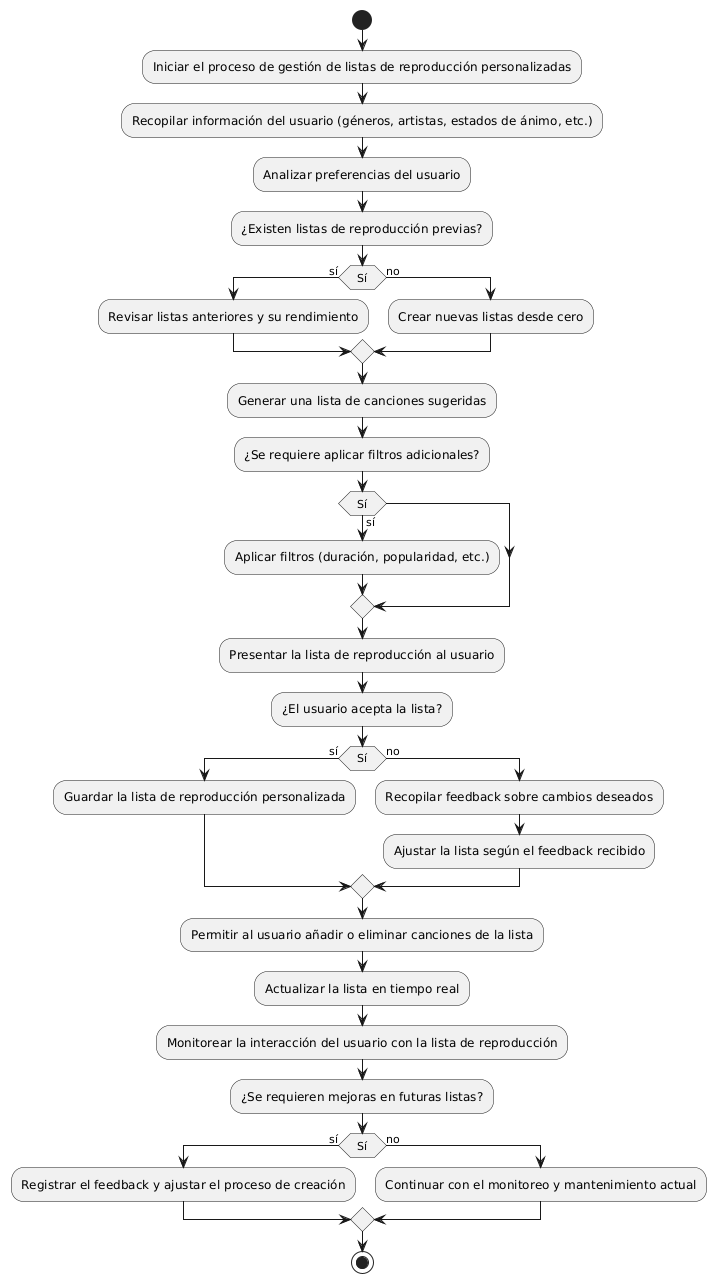 Iniciar el proceso de gestión de listas de reproducción personalizadas
Recopilar información del usuario (géneros, artistas, estados de ánimo, etc.)
Analizar preferencias del usuario
¿Existen listas de reproducción previas?
sí
Sí
no
Revisar listas anteriores y su rendimiento
Crear nuevas listas desde cero
Generar una lista de canciones sugeridas
¿Se requiere aplicar filtros adicionales?
Sí
sí
Aplicar filtros (duración, popularidad, etc.)
Presentar la lista de reproducción al usuario
¿El usuario acepta la lista?
sí
Sí
no
Guardar la lista de reproducción personalizada
Recopilar feedback sobre cambios deseados
Ajustar la lista según el feedback recibido
Permitir al usuario añadir o eliminar canciones de la lista
Actualizar la lista en tiempo real
Monitorear la interacción del usuario con la lista de reproducción
¿Se requieren mejoras en futuras listas?
sí
Sí
no
Registrar el feedback y ajustar el proceso de creación
Continuar con el monitoreo y mantenimiento actual